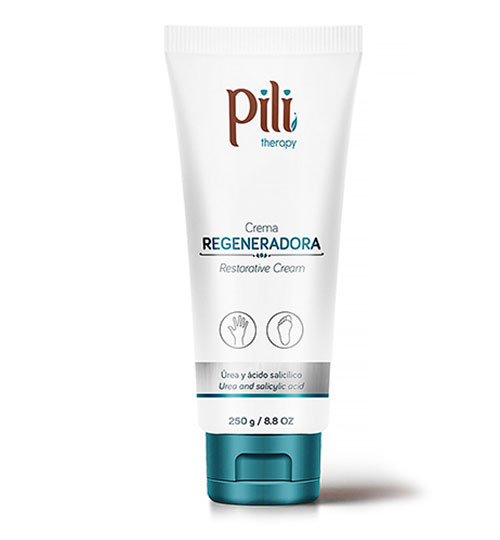 Pili
therapy
Crema
REGENERADORA
Restorative Cream
Úrea y ácido salicílico
Urea and salicylic acid
250 g / 8.8 OZ